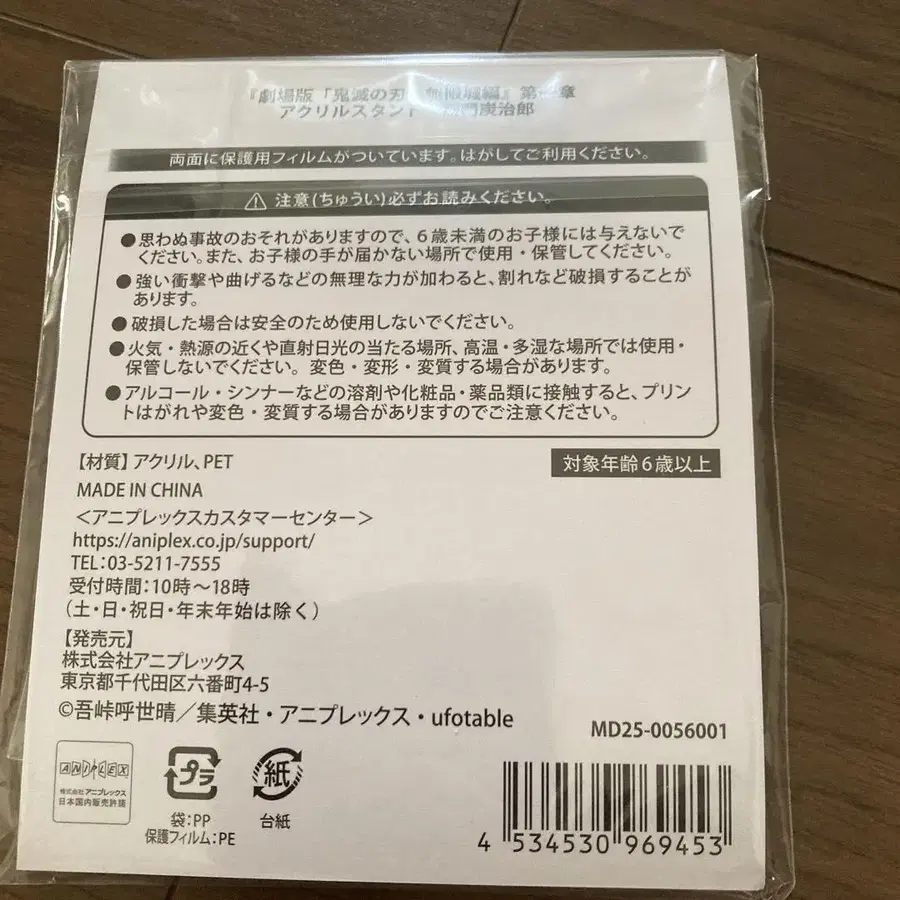 『劇場版「鬼滅の刃 無限城編』第 章
アクリルスタンド 門炭治郎
両面に保護用フィルムがついています。はがしてご利用ください。
注意(ちゅうい)必ずお読みください。
●思わぬ事故のおそれがありますので、6歳未満のお子様には与えないで
ください。また、お子様の手が届かない場所で使用・保管してください。
●強い衝撃や曲げるなどの無理な力が加わると、割れなど破損することが
あります。
●破損した場合は安全のため使用しないでください。
●火気・熱源の近くや直射日光の当たる場所、高温・多湿な場所では使用・
保管しないでください。変色・変形・変質する場合があります。
●アルコール・シンナーなどの溶剤や化粧品・薬品類に接触すると、プリン
トはがれや変色・変質する場合がありますのでご注意ください。
【材質】アクリル、PET
対象年齢6歳以上
MADE IN CHINA
＜アニプレックスカスタマーセンター＞
https://aniplex.co.jp/support/
TEL:03-5211-7555
受付時間:10時～18時
(土・日・祝日・年末年始は除く)
【発売元】
株式会社アニプレックス
東京都千代田区六番町4-5
©吾峠呼世晴／集英社・アニプレックス・ufotable
MD25-0056001
ANIPLEX
株式会社アニプレックス
日本国内販売許諾
プラ
袋:PP
保護フィルム:PE
紙
台紙
4 534530 969453